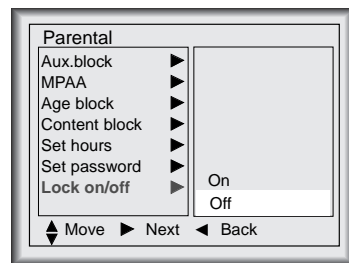 Parental
Aux.block
MPAA
Age block
Content block
Set hours
Set password
Lock on/off
On
Off
Move Next Back